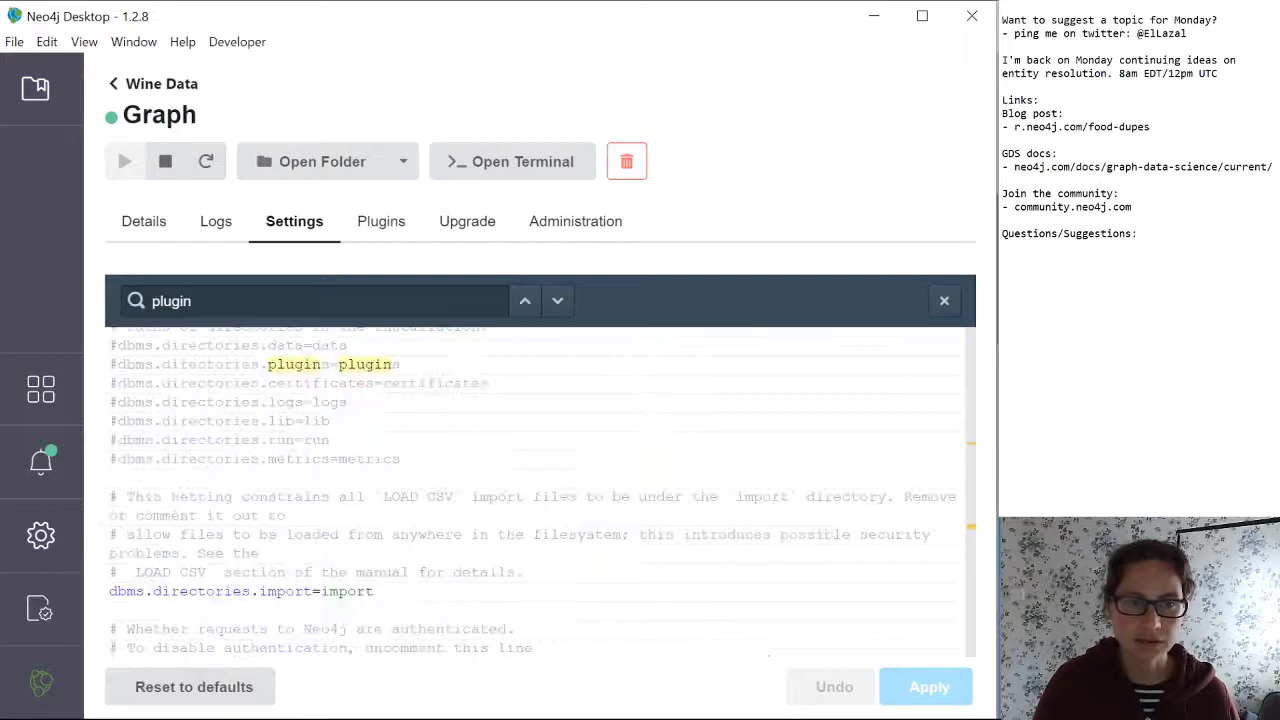 Neo4j Desktop - 1.2.8
File Edit View Window Help Developer
Wine Data
Graph
Open Folder
>_ Open Terminal
Details Logs Settings Plugins Upgrade Administration
plugin
#dbms.directories.data=data
#dbms.directories.plugins=plugins
#dbms.directories.certificates=certificates
#dbms.directories.logs=logs
#dbms.directories.lib=lib
#dbms.directories.run=run
#dbms.directories.metrics=metrics
# This setting constrains all `LOAD CSV` import files to be under the `import` directory. Remove
or comment it out to
# allow files to be loaded from anywhere in the filesystem; this introduces possible security
problems. See the
# `LOAD CSV` section of the manual for details.
dbms.directories.import=import
# Whether requests to Neo4j are authenticated.
# To disable authentication, uncomment this line
Reset to defaults
Undo
Apply
Want to suggest a topic for Monday?
- ping me on twitter: @ElLazal
I'm back on Monday continuing ideas on
entity resolution. 8am EDT/12pm UTC
Links:
Blog post:
- r.neo4j.com/food-dupes
GDS docs:
- neo4j.com/docs/graph-data-science/current/
Join the community:
- community.neo4j.com
Questions/Suggestions: